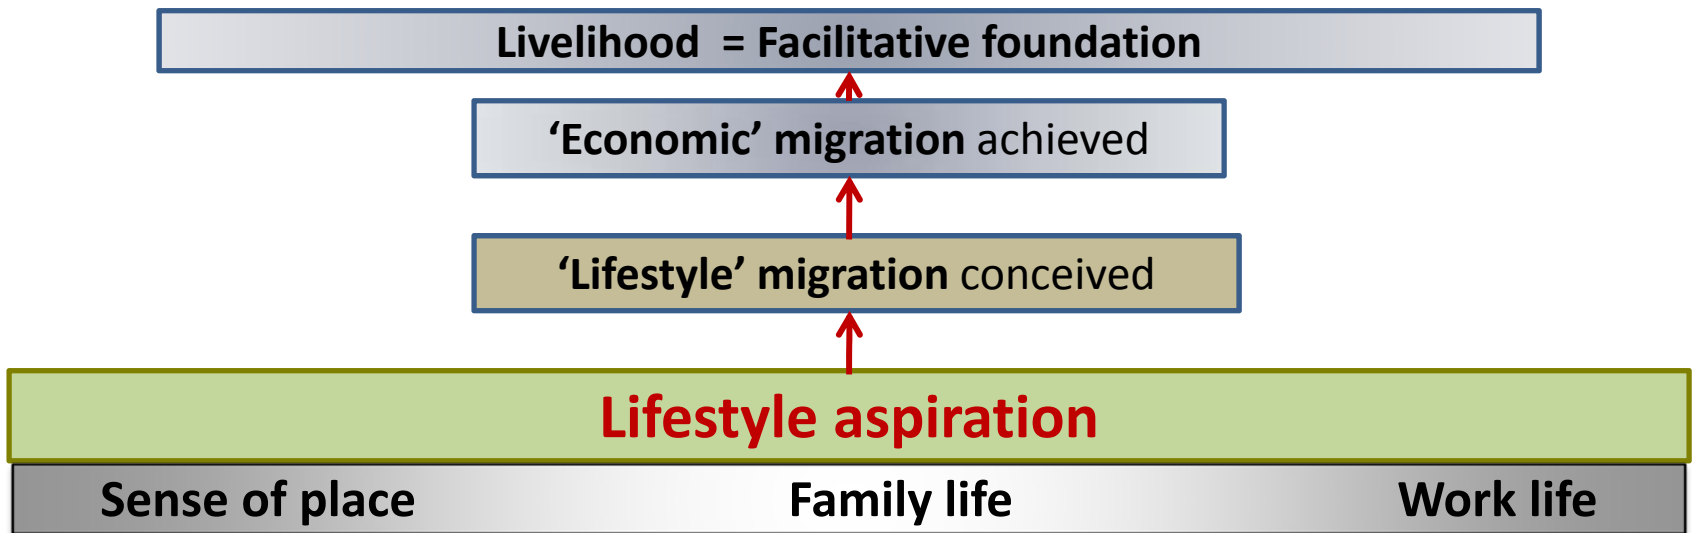 Livelihood = Facilitative foundation
‘Economic’ migration achieved
‘Lifestyle’ migration conceived
Lifestyle aspiration
Sense of place Family life Work life